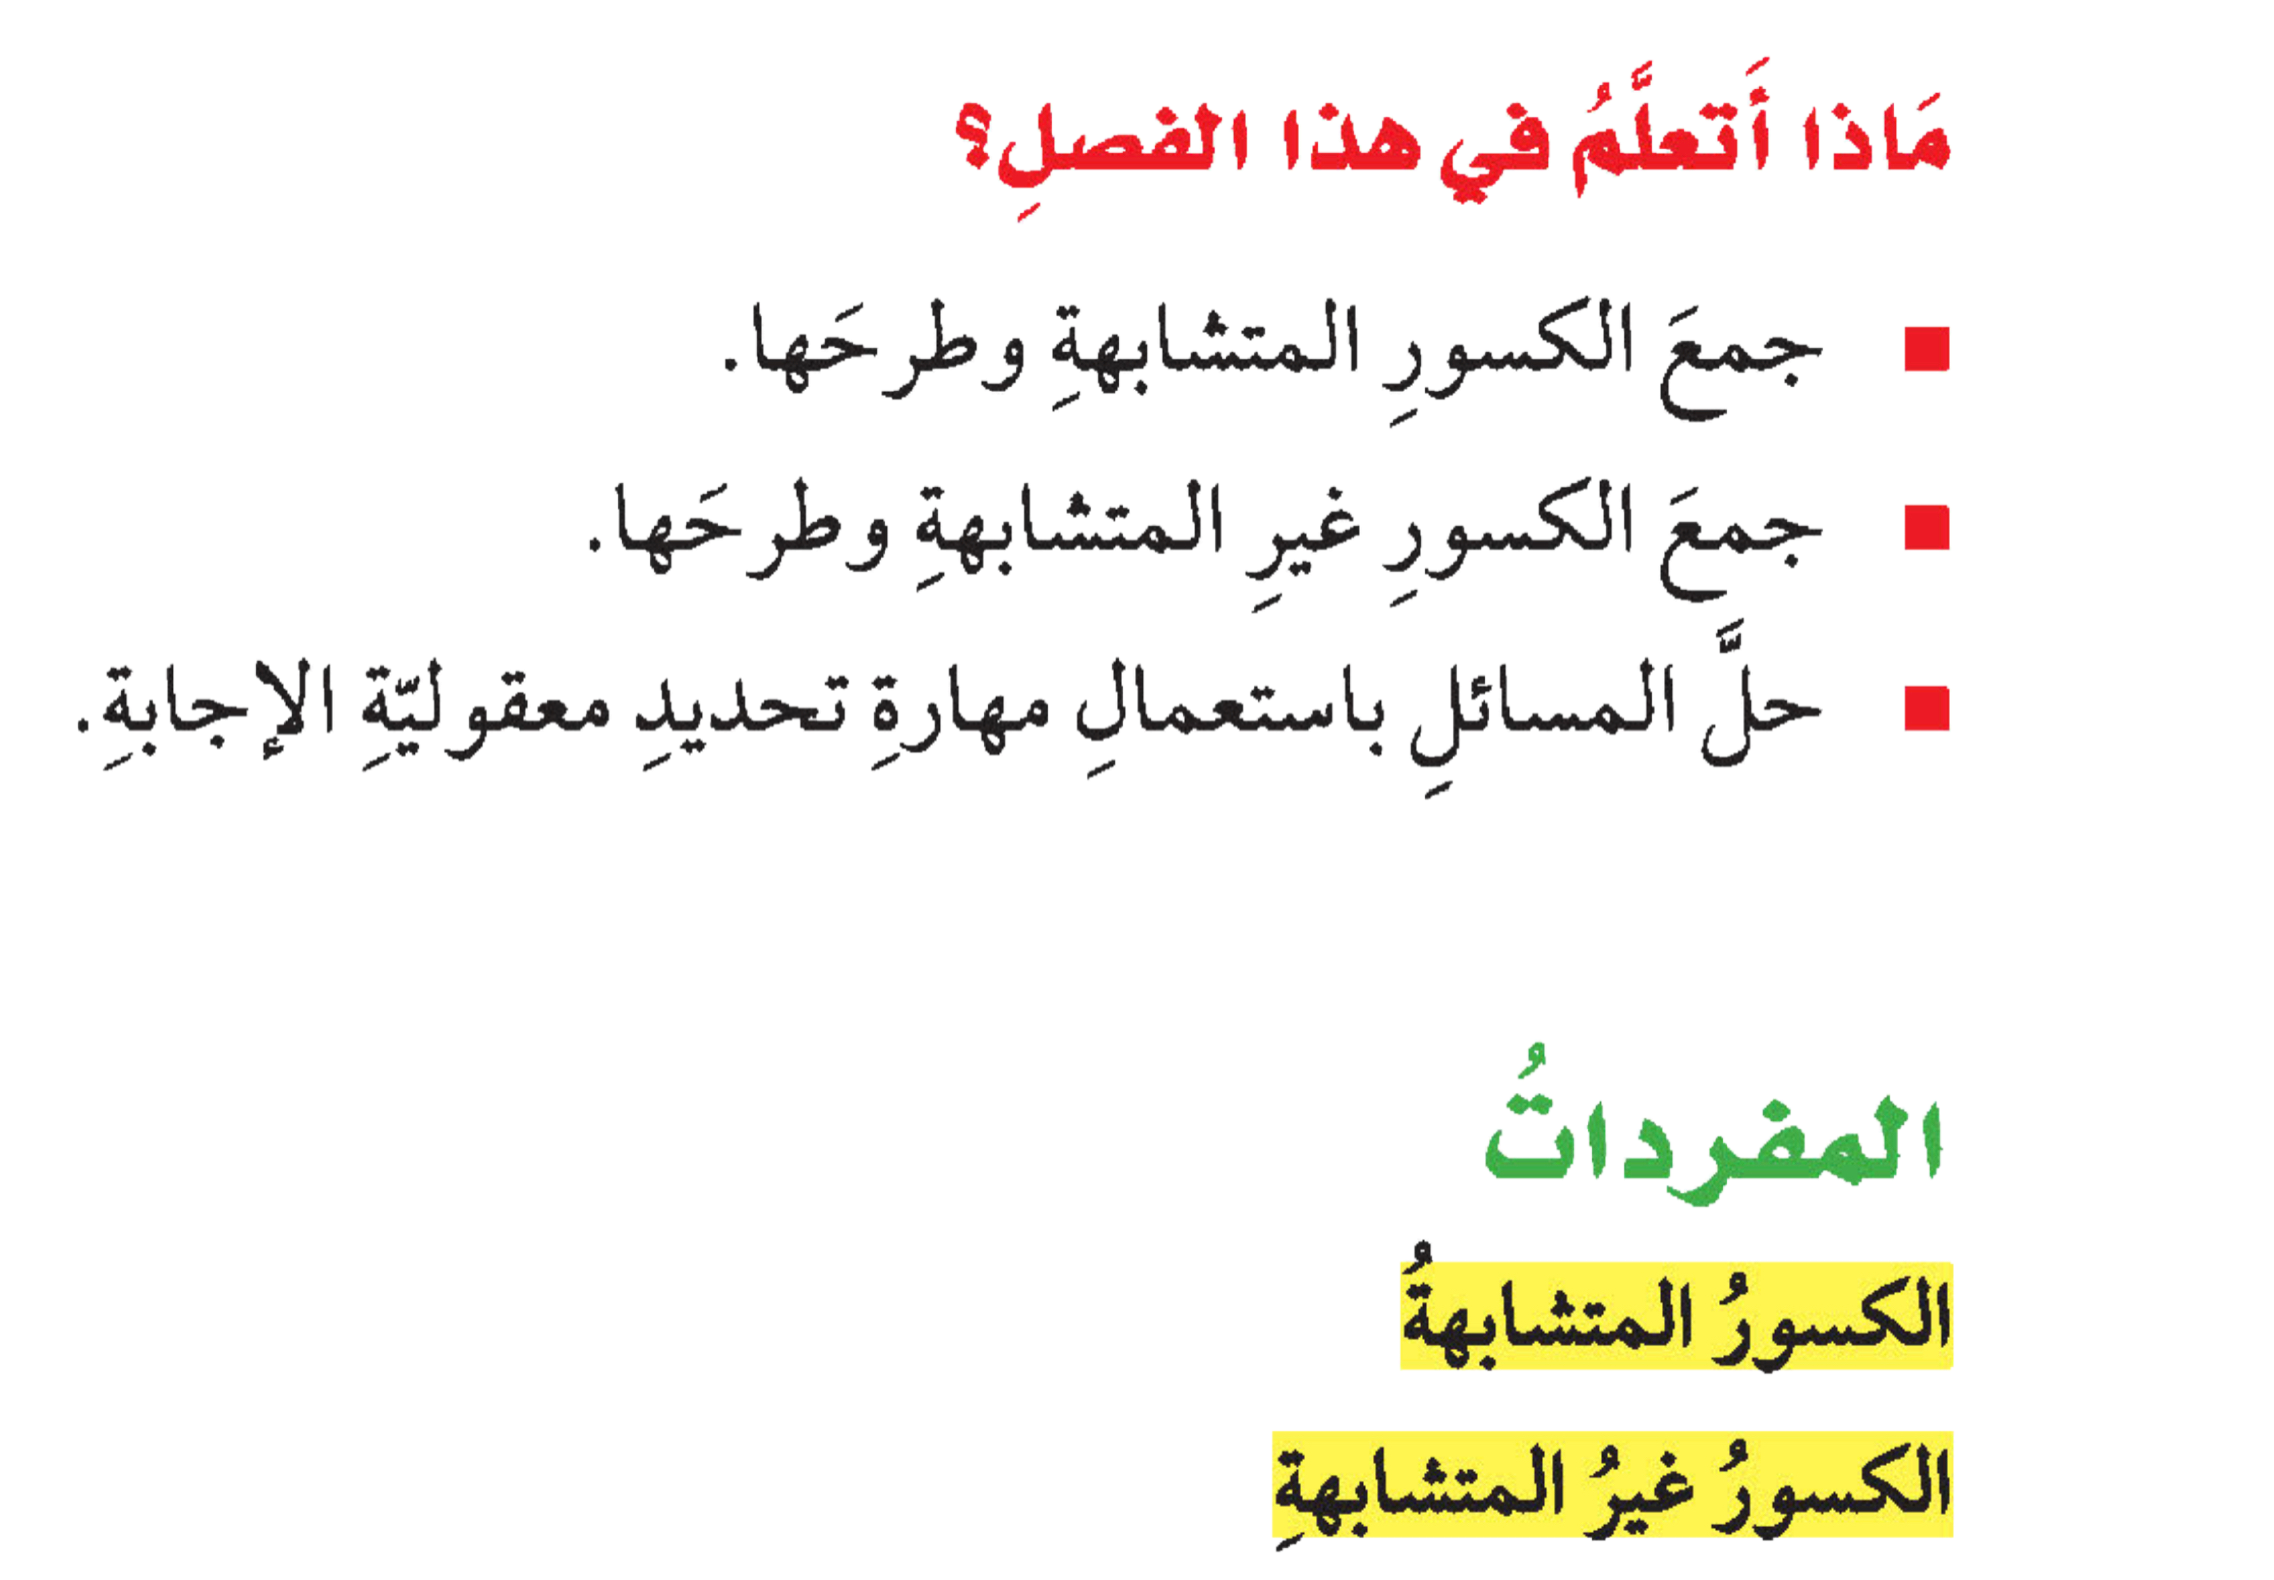 مَاذا أَتعلَّمُ في هذا الفصلِ؟
■ جمعَ الكسورِ المتشابهةِ وطرحَها.
■ جمعَ الكسورِ غيرِ المتشابهةِ وطرحَها.
■ حلَّ المسائلِ باستعمالِ مهارةِ تحديدِ معقوليّةِ الإجابةِ.
المفرداتُ
الكسورُ المتشابهةُ
الكسورُ غيرُ المتشابهةِ